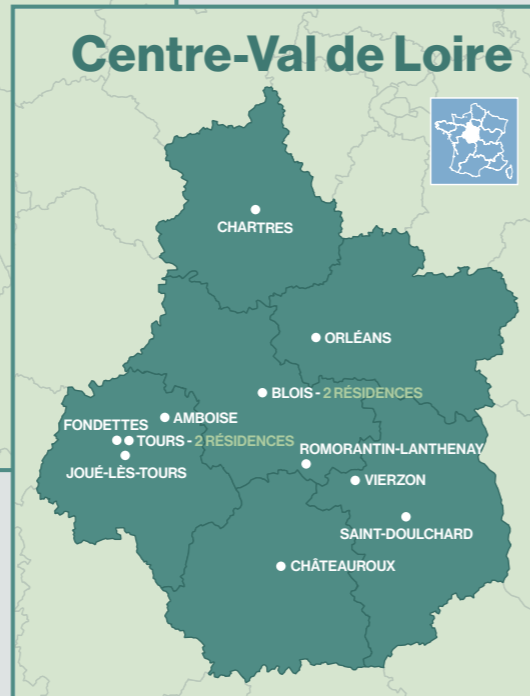 Centre-Val de Loire
CHARTRES
ORLÉANS
BLOIS - 2 RÉSIDENCES
AMBOISE
FONDETTES
TOURS - 2 RÉSIDENCES
ROMORANTIN-LANTHENAY
JOUÉ-LÈS-TOURS
VIERZON
SAINT-DOULCHARD
CHÂTEAUROUX